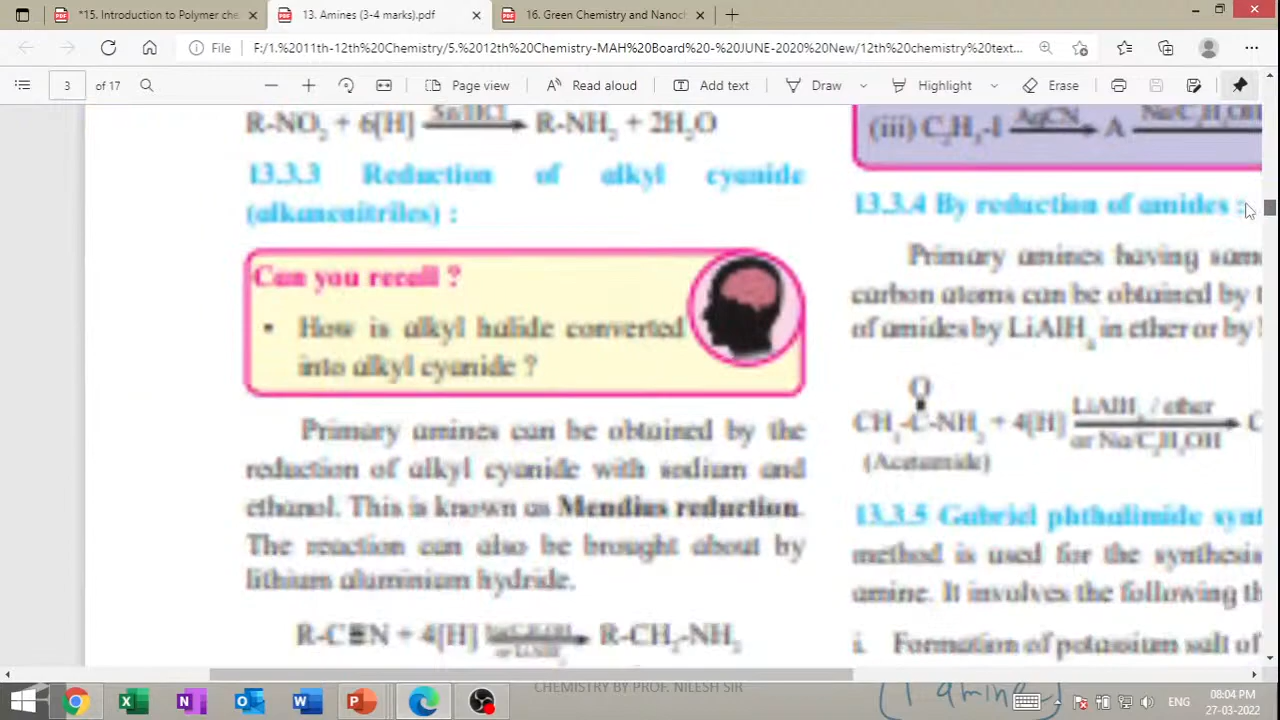 *15. Introduction to Polymer che
13. Amines (3-4 marks).pdf
16. Green Chemistry and Nanoch
File
F:/1.%2011th-12th%20Chemistry/5.%2012th%20Chemistry-MAH%20Board%20-%20JUNE-2020%20New/12th%20chemistry%20text...
3 of 17
Page view
Read aloud
Add text
Draw
Highlight
Erase
R-NO₂ + 6[H] Sn/HCl R-NH₂ + 2H₂O
13.3.3 Reduction of alkyl cyanide
(alkanenitriles) :
Can you recall ?
• How is alkyl halide converted
into alkyl cyanide ?
Primary amines can be obtained by the
reduction of alkyl cyanide with sodium and
ethanol. This is known as Mendius reduction.
The reaction can also be brought about by
lithium aluminium hydride.
R-C≡N + 4[H] R-CH₂-NH₂
(iii) C₂H₅-I AgCN A Na/C₂H₅OH
13.3.4 By reduction of amides :
Primary amines having sam
carbon atoms can be obtained by t
of amides by LiAlH₄ in ether or by
O
CH₃-C-NH₂ + 4[H] LiAlH₄ / ether C
or Na/C₂H₅OH
(Acetamide)
13.3.5 Gabriel phthalimide synt
method is used for the synthesis
amine. It involves the following th
i. Formation of potassium salt of
CHEMISTRY BY PROF. NILESH SIR
(1° amine)
ENG
08:04 PM
27-03-2022